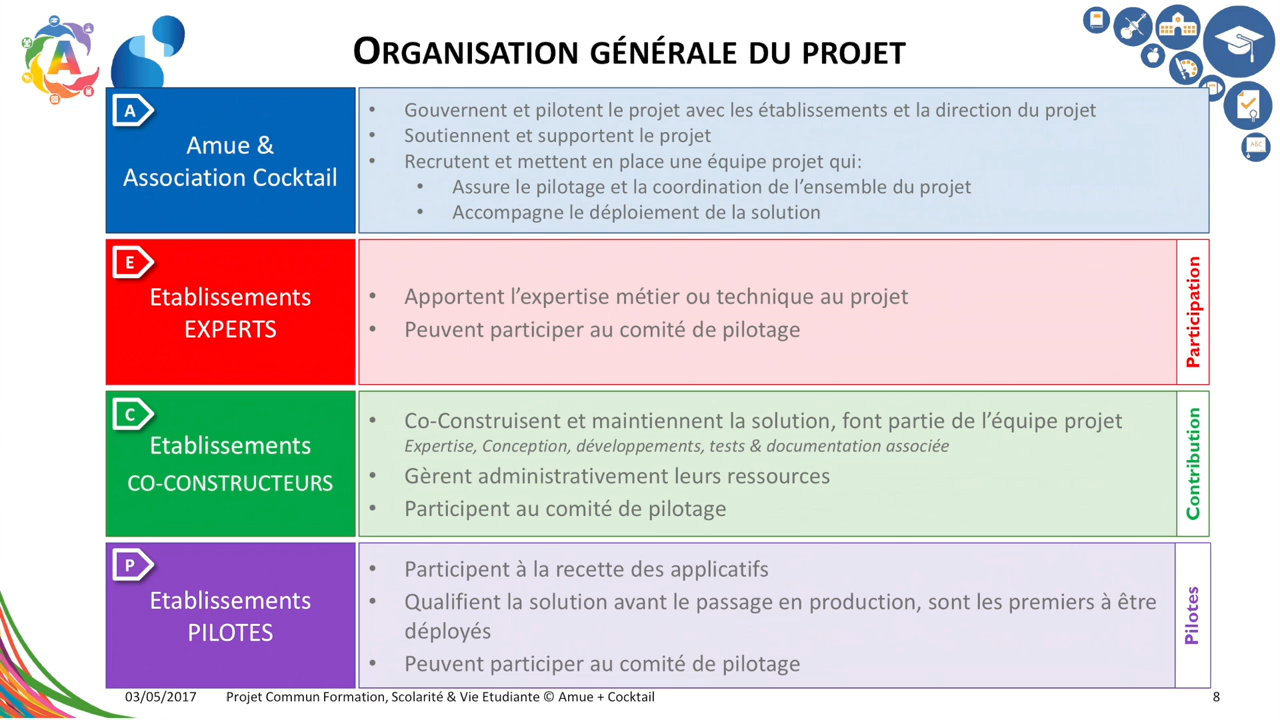 ORGANISATION GÉNÉRALE DU PROJET
A
Amue &
Association Cocktail
• Gouvernent et pilotent le projet avec les établissements et la direction du projet
• Soutiennent et supportent le projet
• Recrutent et mettent en place une équipe projet qui:
• Assure le pilotage et la coordination de l’ensemble du projet
• Accompagne le déploiement de la solution
E
Etablissements
EXPERTS
• Apportent l’expertise métier ou technique au projet
• Peuvent participer au comité de pilotage
Participation
C
Etablissements
CO-CONSTRUCTEURS
• Co-Construisent et maintiennent la solution, font partie de l’équipe projet
Expertise, Conception, développements, tests & documentation associée
• Gèrent administrativement leurs ressources
• Participent au comité de pilotage
Contribution
P
Etablissements
PILOTES
• Participent à la recette des applicatifs
• Qualifient la solution avant le passage en production, sont les premiers à être
déployés
• Peuvent participer au comité de pilotage
Pilotes
03/05/2017 Projet Commun Formation, Scolarité & Vie Etudiante © Amue + Cocktail 8
A
ABC